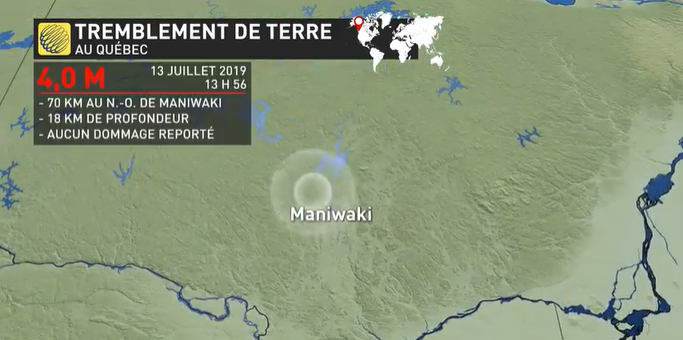 TREMBLEMENT DE TERRE
AU QUÉBEC
4,0 M
13 JUILLET 2019
13 H 56
- 70 KM AU N.-O. DE MANIWAKI
- 18 KM DE PROFONDEUR
- AUCUN DOMMAGE REPORTÉ
Maniwaki